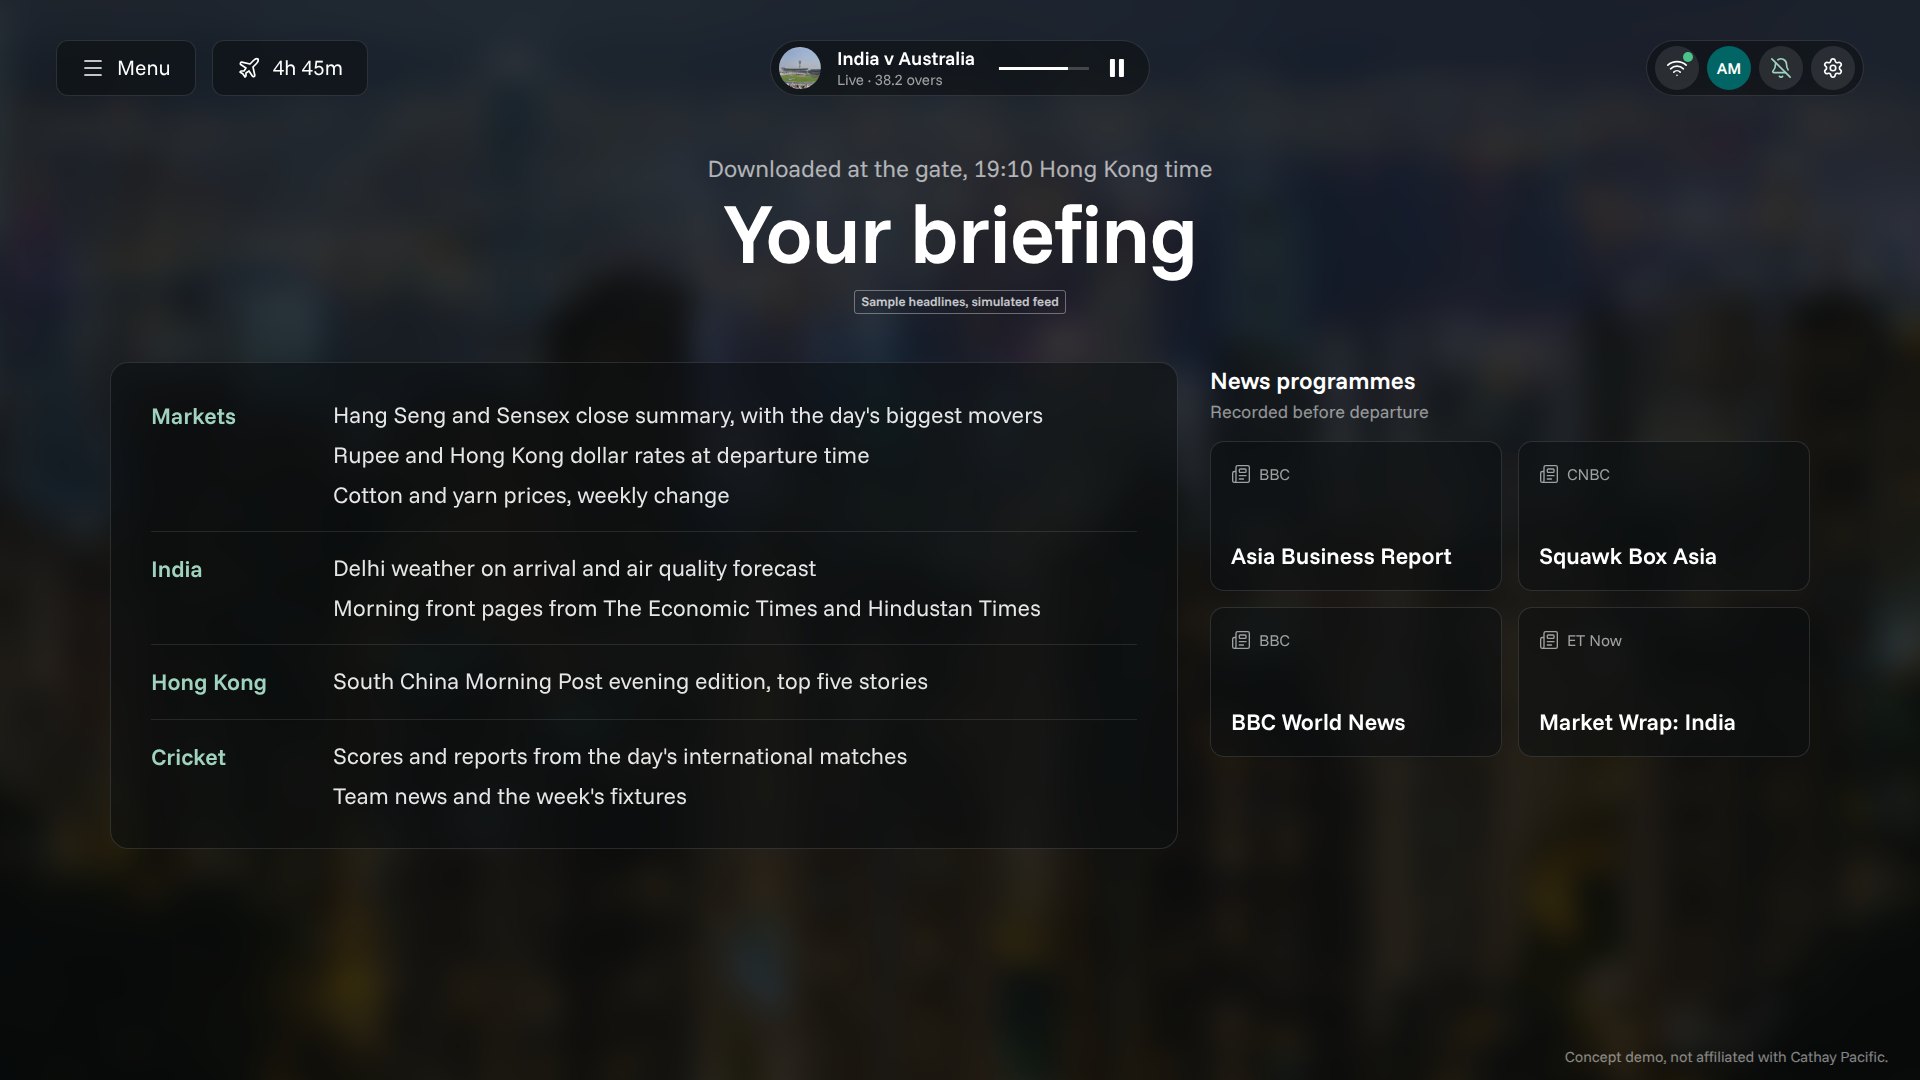 Menu
4h 45m
India v Australia
Live · 38.2 overs
AM
Downloaded at the gate, 19:10 Hong Kong time
Your briefing
Sample headlines, simulated feed
Markets
Hang Seng and Sensex close summary, with the day's biggest movers
Rupee and Hong Kong dollar rates at departure time
Cotton and yarn prices, weekly change
India
Delhi weather on arrival and air quality forecast
Morning front pages from The Economic Times and Hindustan Times
Hong Kong
South China Morning Post evening edition, top five stories
Cricket
Scores and reports from the day's international matches
Team news and the week's fixtures
News programmes
Recorded before departure
BBC
Asia Business Report
CNBC
Squawk Box Asia
BBC
BBC World News
ET Now
Market Wrap: India
Concept demo, not affiliated with Cathay Pacific.